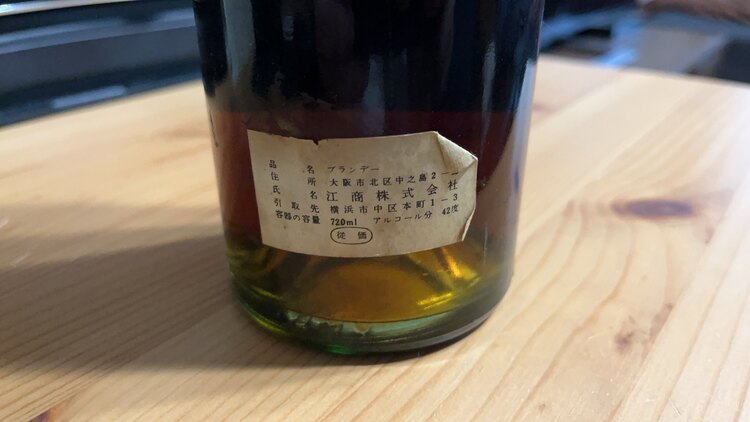 品名 ブランデー
住所 大阪市北区中之島2-
氏名 江商株式会社
引取先 横浜市中区本町1-3
容器の容量 720ml アルコール分 42度
従価